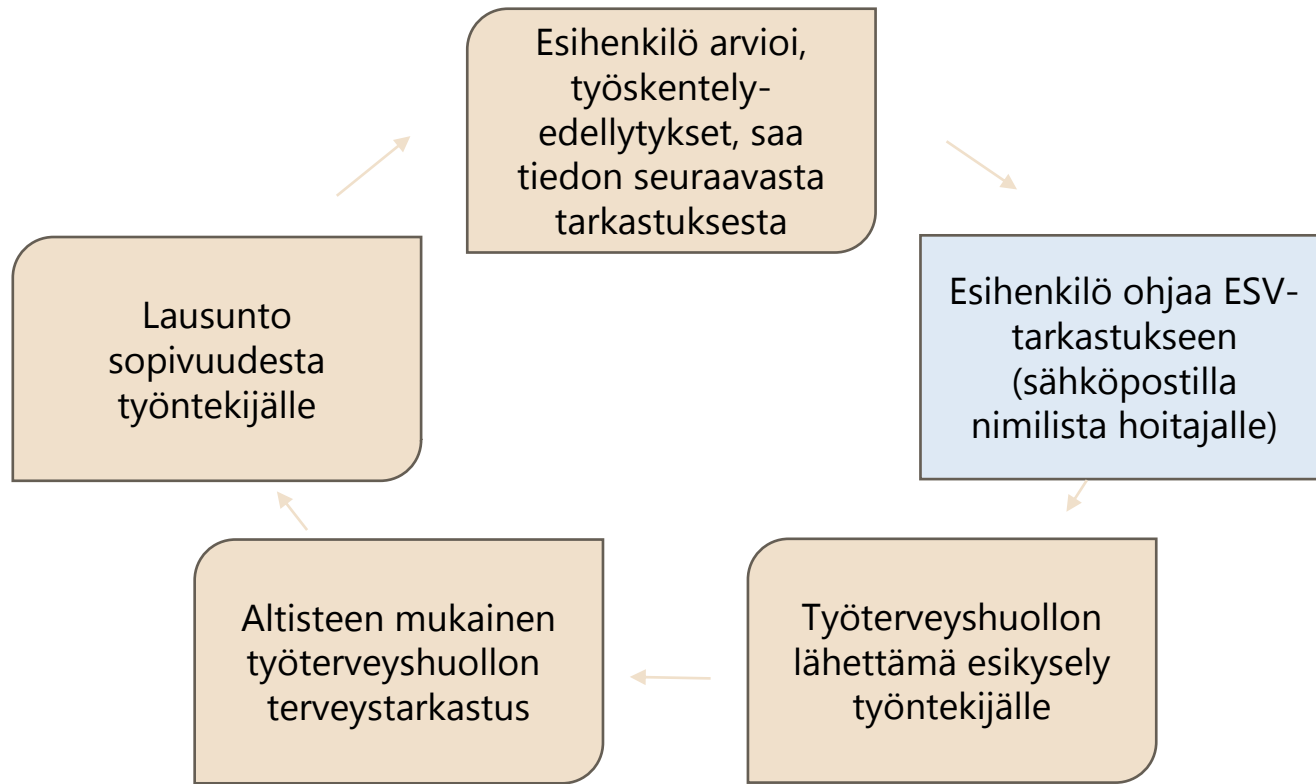 Esihenkilö arvioi,
työskentely-
edellytykset, saa
tiedon seuraavasta
tarkastuksesta
Esihenkilö ohjaa ESV-
tarkastukseen
(sähköpostilla
nimilista hoitajalle)
Työterveyshuollon
lähettämä esikysely
työntekijälle
Altisteen mukainen
työterveyshuollon
terveystarkastus
Lausunto
sopivuudesta
työntekijälle